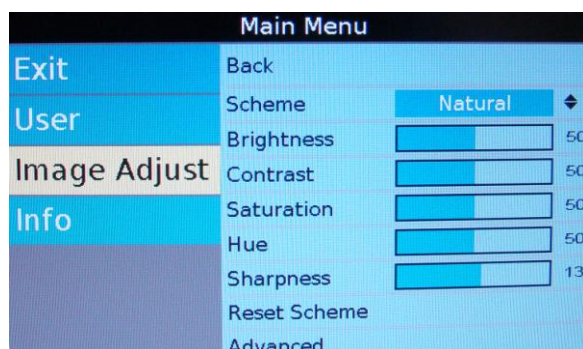 Main Menu
Exit
User
Image Adjust
Info
Back
Scheme Natural
Brightness 50
Contrast 50
Saturation 50
Hue 50
Sharpness 13
Reset Scheme
Advanced